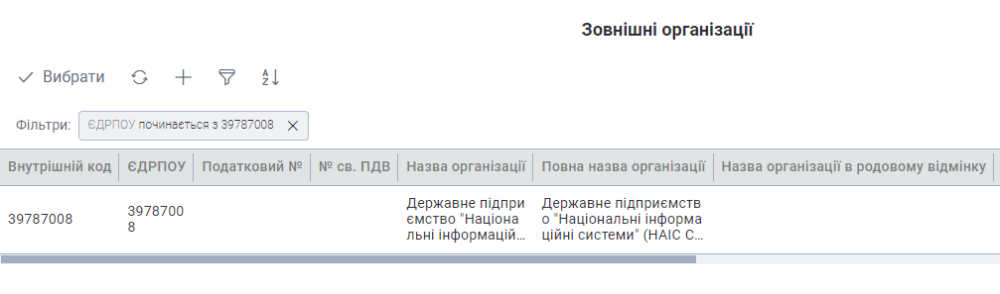 Зовнішні організації
Вибрати
Фільтри: ЄДРПОУ починається з 39787008
Внутрішній код ЄДРПОУ Податковий № № св. ПДВ Назва організації Повна назва організації Назва організації в родовому відмінку
39787008
3978700
8
Державне підпри
ємство "Націона
льні інформацій...
Державне підприємств
о "Національні інформа
ційні системи" (НАІС С...